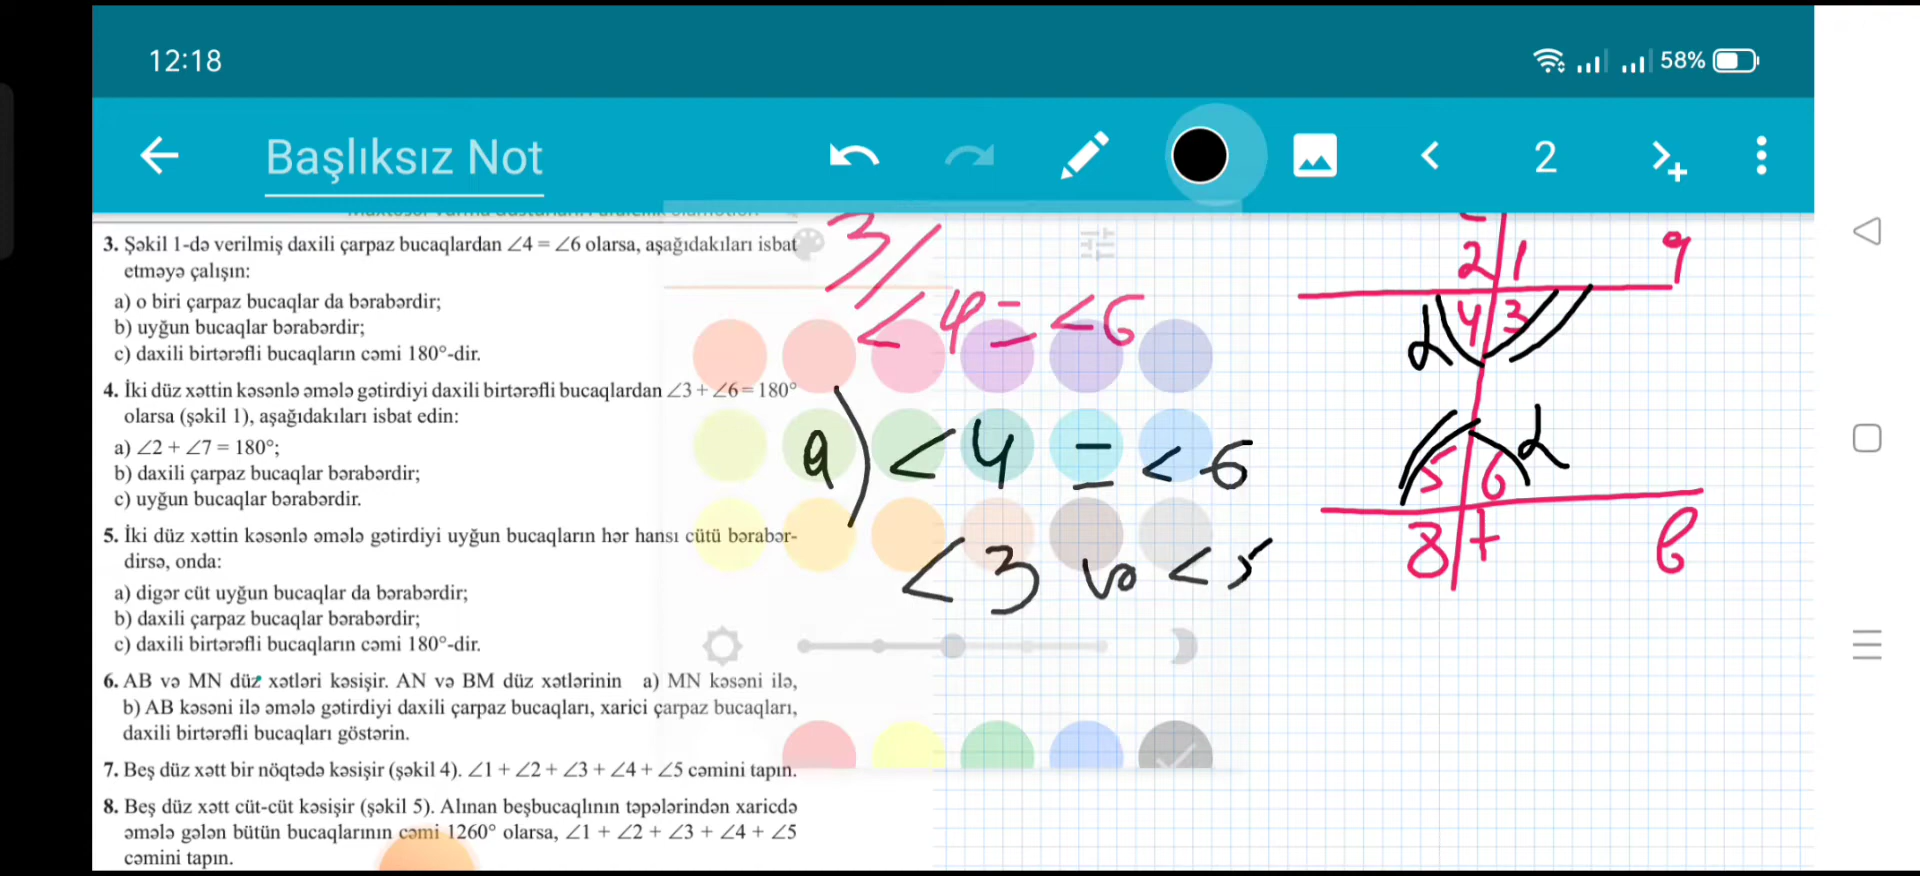 12:18
58%
Başlıksız Not
2
3. Şəkil 1-də verilmiş daxili çarpaz bucaqlardan ∠4 = ∠6 olarsa, aşağıdakıları isbat
etməyə çalışın:
a) o biri çarpaz bucaqlar da bərabərdir;
b) uyğun bucaqlar bərabərdir;
c) daxili birtərəfli bucaqların cəmi 180°-dir.
4. İki düz xəttin kəsənlə əmələ gətirdiyi daxili birtərəfli bucaqlardan ∠3 + ∠6 = 180°
olarsa (şəkil 1), aşağıdakıları isbat edin:
a) ∠2 + ∠7 = 180°;
b) daxili çarpaz bucaqlar bərabərdir;
c) uyğun bucaqlar bərabərdir.
5. İki düz xəttin kəsənlə əmələ gətirdiyi uyğun bucaqların hər hansı cütü bərabər-
dirsə, onda:
a) digər cüt uyğun bucaqlar da bərabərdir;
b) daxili çarpaz bucaqlar bərabərdir;
c) daxili birtərəfli bucaqların cəmi 180°-dir.
6. AB və MN düz xətləri kəsişir. AN və BM düz xətlərinin a) MN kəsəni ilə,
b) AB kəsəni ilə əmələ gətirdiyi daxili çarpaz bucaqları, xarici çarpaz bucaqları,
daxili birtərəfli bucaqları göstərin.
7. Beş düz xətt bir nöqtədə kəsişir (şəkil 4). ∠1 + ∠2 + ∠3 + ∠4 + ∠5 cəmini tapın.
8. Beş düz xətt cüt-cüt kəsişir (şəkil 5). Alınan beşbucaqlının təpələrindən xaricdə
əmələ gələn bütün bucaqlarının cəmi 1260° olarsa, ∠1 + ∠2 + ∠3 + ∠4 + ∠5
cəmini tapın.
3/
<4 = <6
a) <4 = <6
<3 və <5
2 1 a
α 4 3
α
5 6
8 7 b